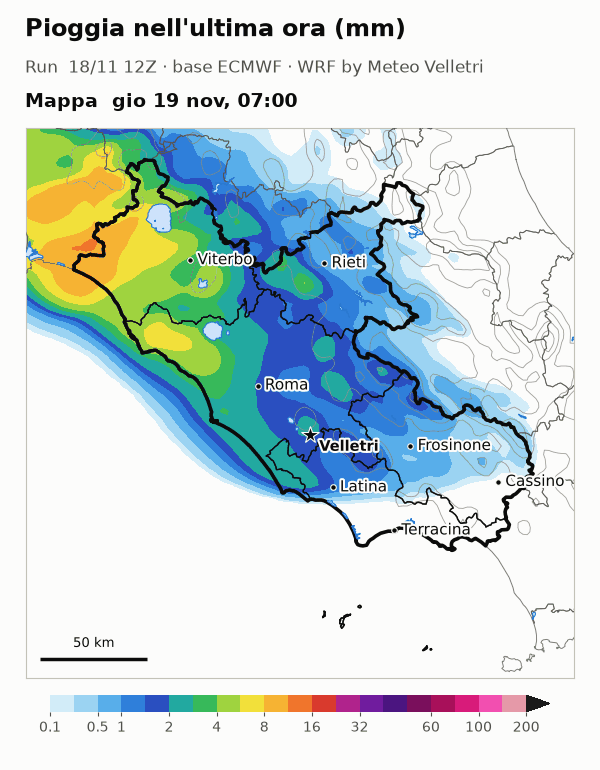 Pioggia nell'ultima ora (mm)
Run 18/11 12Z · base ECMWF · WRF by Meteo Velletri
Mappa gio 19 nov, 07:00
Viterbo
Rieti
Roma
Velletri
Frosinone
Latina
Cassino
Terracina
50 km
0.1 0.5 1 2 4 8 16 32 60 100 200